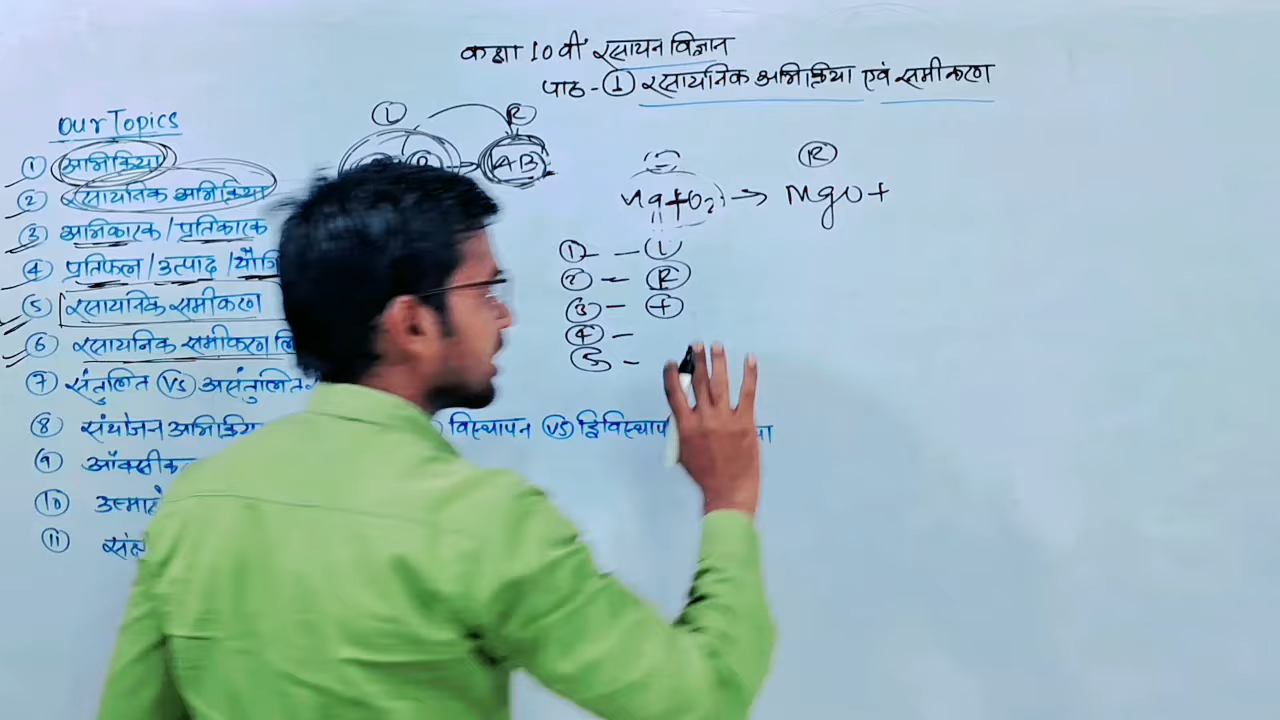 कक्षा 10वीं रसायन विज्ञान
पाठ - ① रसायनिक अभिक्रिया एवं समीकरण
Our Topics
① अभिक्रिया
② रसायनिक अभिक्रिया
③ अभिकारक / प्रतिकारक
④ प्रतिफल / उत्पाद /
⑤ रसायनिक समीकरण
⑥ रसायनिक समीकरण
⑦ संतुलित VS असंतुलित
⑧ संयोजन अभिक्रिया
विस्थापन VS द्विविस्थाप
⑨
⑩
⑪
L R
AB
R
Mg + O₂ → MgO +
① — L
② — R
③ — +
④ —
⑤ —